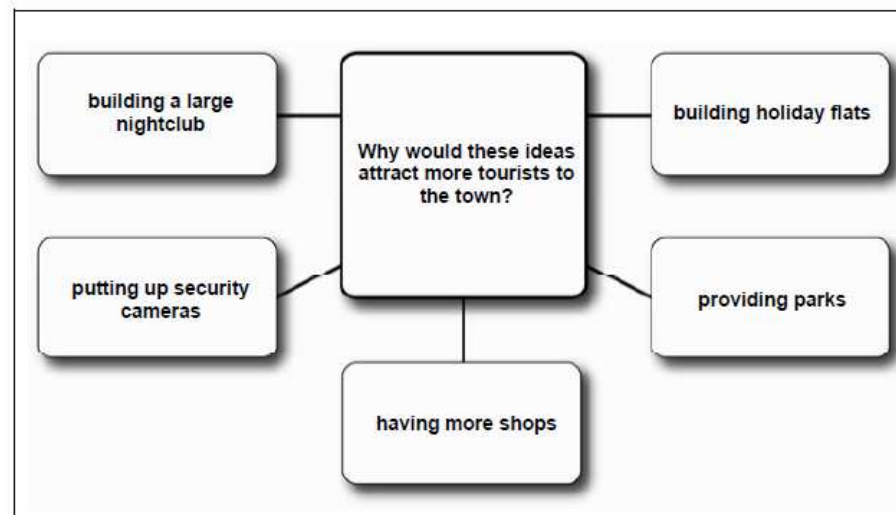 building a large
nightclub
Why would these ideas
attract more tourists to
the town?
building holiday flats
putting up security
cameras
providing parks
having more shops